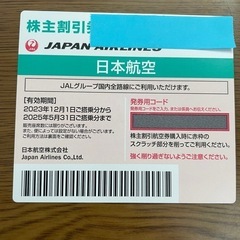 株主割引券
JAPAN AIRLINES
日本航空
JALグループ国内全路線にご利用いただけます。
有効期間
2023年12月1日ご搭乗分から
2025年5月31日ご搭乗分まで
日本航空株式会社
Japan Airlines Co.,Ltd.
発券用コード
株主割引航空券購入時に赤枠の
スクラッチ部分を削ってご覧ください。
強く削り過ぎないようご注意ください。